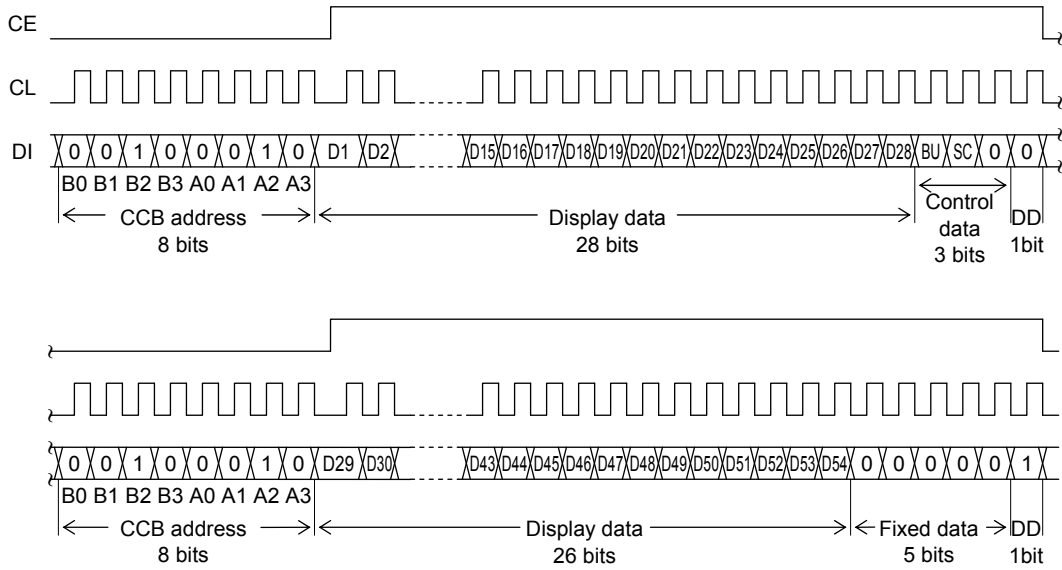 CE
CL
DI 0 0 1 0 0 0 1 0 D1 D2 D15 D16 D17 D18 D19 D20 D21 D22 D23 D24 D25 D26 D27 D28 BU SC 0 0
B0 B1 B2 B3 A0 A1 A2 A3
CCB address Display data Control DD
8 bits 28 bits data 1bit
3 bits
0 0 1 0 0 0 1 0 D29 D30 D43 D44 D45 D46 D47 D48 D49 D50 D51 D52 D53 D54 0 0 0 0 0 1
B0 B1 B2 B3 A0 A1 A2 A3
CCB address Display data Fixed data DD
8 bits 26 bits 5 bits 1bit